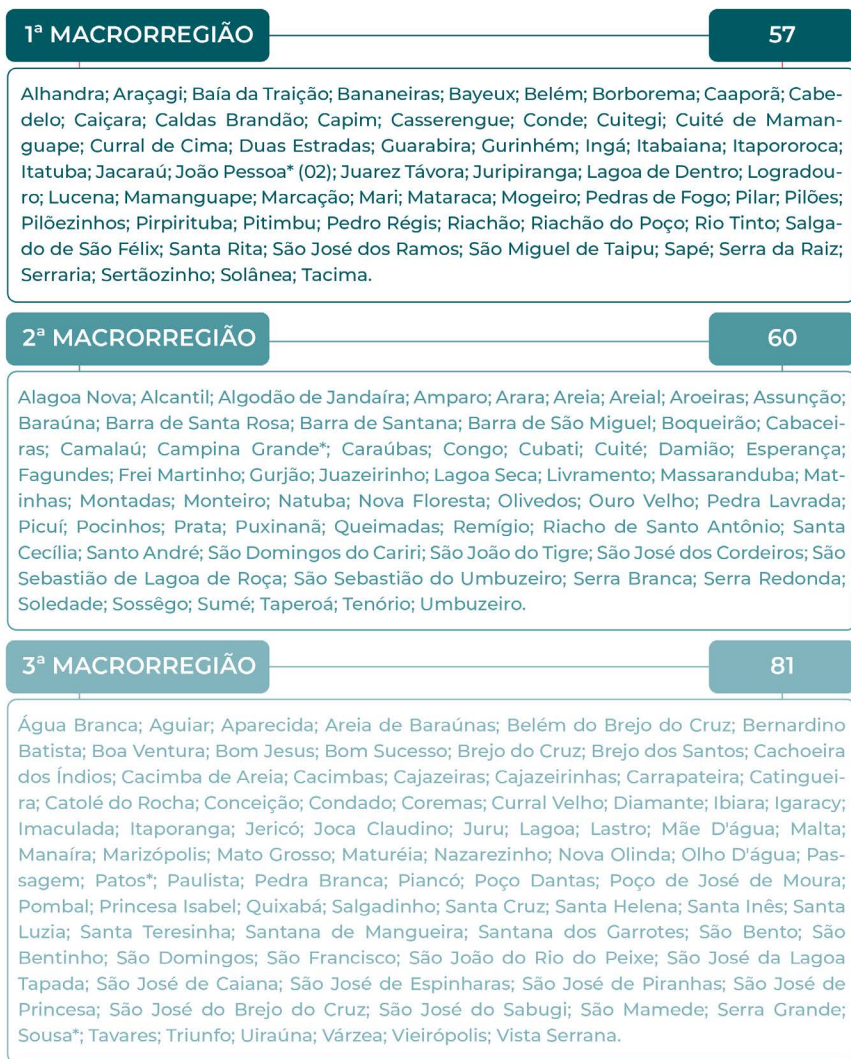 1ª MACRORREGIÃO 57
Alhandra; Araçagi; Baía da Traição; Bananeiras; Bayeux; Belém; Borborema; Caaporã; Cabe-
delo; Caiçara; Caldas Brandão; Capim; Casserengue; Conde; Cuitegi; Cuité de Maman-
guape; Curral de Cima; Duas Estradas; Guarabira; Gurinhém; Ingá; Itabaiana; Itapororoca;
Itatuba; Jacaraú; João Pessoa* (02); Juarez Távora; Juripiranga; Lagoa de Dentro; Logradou-
ro; Lucena; Mamanguape; Marcação; Mari; Mataraca; Mogeiro; Pedras de Fogo; Pilar; Pilões;
Pilõezinhos; Pirpirituba; Pitimbu; Pedro Régis; Riachão; Riachão do Poço; Rio Tinto; Salga-
do de São Félix; Santa Rita; São José dos Ramos; São Miguel de Taipu; Sapé; Serra da Raiz;
Serraria; Sertãozinho; Solânea; Tacima.
2ª MACRORREGIÃO 60
Alagoa Nova; Alcantil; Algodão de Jandaíra; Amparo; Arara; Areia; Areial; Aroeiras; Assunção;
Baraúna; Barra de Santa Rosa; Barra de Santana; Barra de São Miguel; Boqueirão; Cabacei-
ras; Camalaú; Campina Grande*; Caraúbas; Congo; Cubati; Cuité; Damião; Esperança;
Fagundes; Frei Martinho; Gurjão; Juazeirinho; Lagoa Seca; Livramento; Massaranduba; Mat-
inhas; Montadas; Monteiro; Natuba; Nova Floresta; Olivedos; Ouro Velho; Pedra Lavrada;
Picuí; Pocinhos; Prata; Puxinanã; Queimadas; Remígio; Riacho de Santo Antônio; Santa
Cecília; Santo André; São Domingos do Cariri; São João do Tigre; São José dos Cordeiros; São
Sebastião de Lagoa de Roça; São Sebastião do Umbuzeiro; Serra Branca; Serra Redonda;
Soledade; Sossêgo; Sumé; Taperoá; Tenório; Umbuzeiro.
3ª MACRORREGIÃO 81
Água Branca; Aguiar; Aparecida; Areia de Baraúnas; Belém do Brejo do Cruz; Bernardino
Batista; Boa Ventura; Bom Jesus; Bom Sucesso; Brejo do Cruz; Brejo dos Santos; Cachoeira
dos Índios; Cacimba de Areia; Cacimbas; Cajazeiras; Cajazeirinhas; Carrapateira; Catinguei-
ra; Catolé do Rocha; Conceição; Condado; Coremas; Curral Velho; Diamante; Ibiara; Igaracy;
Imaculada; Itaporanga; Jericó; Joca Claudino; Juru; Lagoa; Lastro; Mãe D'água; Malta;
Manaíra; Marizópolis; Mato Grosso; Maturéia; Nazarezinho; Nova Olinda; Olho D'água; Pas-
sagem; Patos*; Paulista; Pedra Branca; Piancó; Poço Dantas; Poço de José de Moura;
Pombal; Princesa Isabel; Quixabá; Salgadinho; Santa Cruz; Santa Helena; Santa Inês; Santa
Luzia; Santa Teresinha; Santana de Mangueira; Santana dos Garrotes; São Bento; São
Bentinho; São Domingos; São Francisco; São João do Rio do Peixe; São José da Lagoa
Tapada; São José de Caiana; São José de Espinharas; São José de Piranhas; São José de
Princesa; São José do Brejo do Cruz; São José do Sabugi; São Mamede; Serra Grande;
Sousa*; Tavares; Triunfo; Uiraúna; Várzea; Vieirópolis; Vista Serrana.